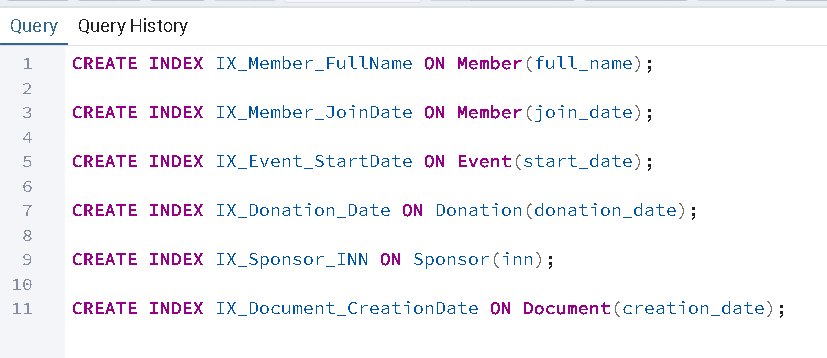 Query Query History
1 CREATE INDEX IX_Member_FullName ON Member(full_name);
2
3 CREATE INDEX IX_Member_JoinDate ON Member(join_date);
4
5 CREATE INDEX IX_Event_StartDate ON Event(start_date);
6
7 CREATE INDEX IX_Donation_Date ON Donation(donation_date);
8
9 CREATE INDEX IX_Sponsor_INN ON Sponsor(inn);
10
11 CREATE INDEX IX_Document_CreationDate ON Document(creation_date);